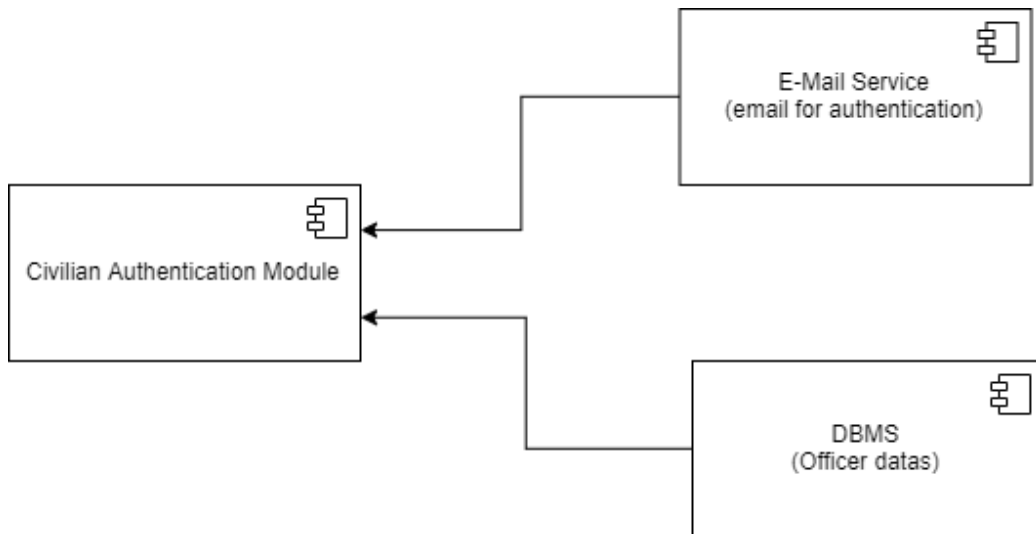 E-Mail Service
(email for authentication)
Civilian Authentication Module
DBMS
(Officer datas)